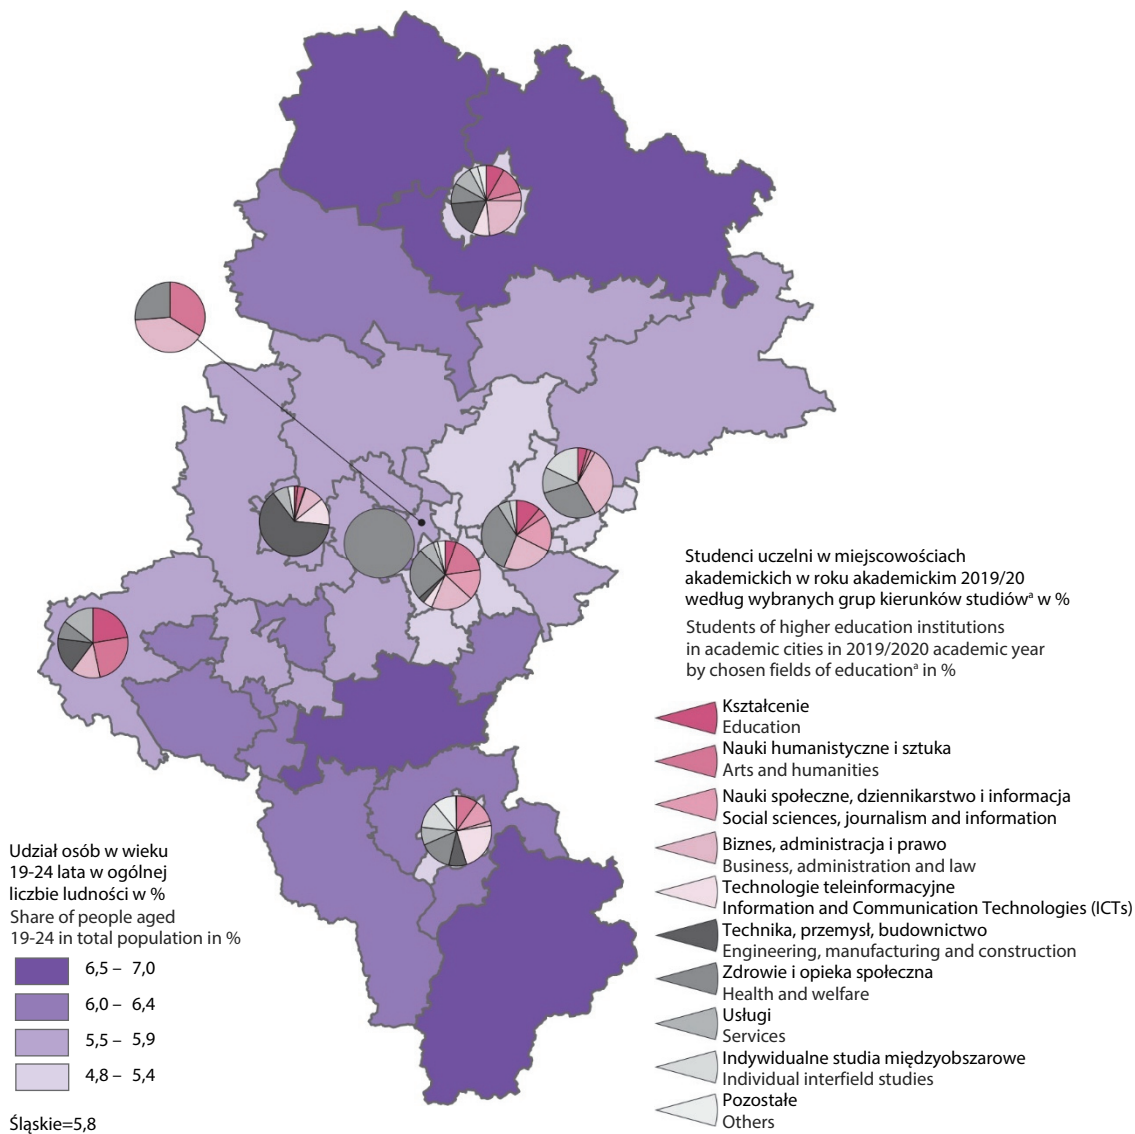 Studenci uczelni w miejscowościach
akademickich w roku akademickim 2019/20
według wybranych grup kierunków studiówª w %
Students of higher education institutions
in academic cities in 2019/2020 academic year
by chosen fields of educationª in %
Kształcenie
Education
Nauki humanistyczne i sztuka
Arts and humanities
Nauki społeczne, dziennikarstwo i informacja
Social sciences, journalism and information
Biznes, administracja i prawo
Business, administration and law
Technologie teleinformacyjne
Information and Communication Technologies (ICTs)
Technika, przemysł, budownictwo
Engineering, manufacturing and construction
Zdrowie i opieka społeczna
Health and welfare
Usługi
Services
Indywidualne studia międzyobszarowe
Individual interfield studies
Pozostałe
Others
Udział osób w wieku
19-24 lata w ogólnej
liczbie ludności w %
Share of people aged
19-24 in total population in %
6,5 – 7,0
6,0 – 6,4
5,5 – 5,9
4,8 – 5,4
Śląskie=5,8